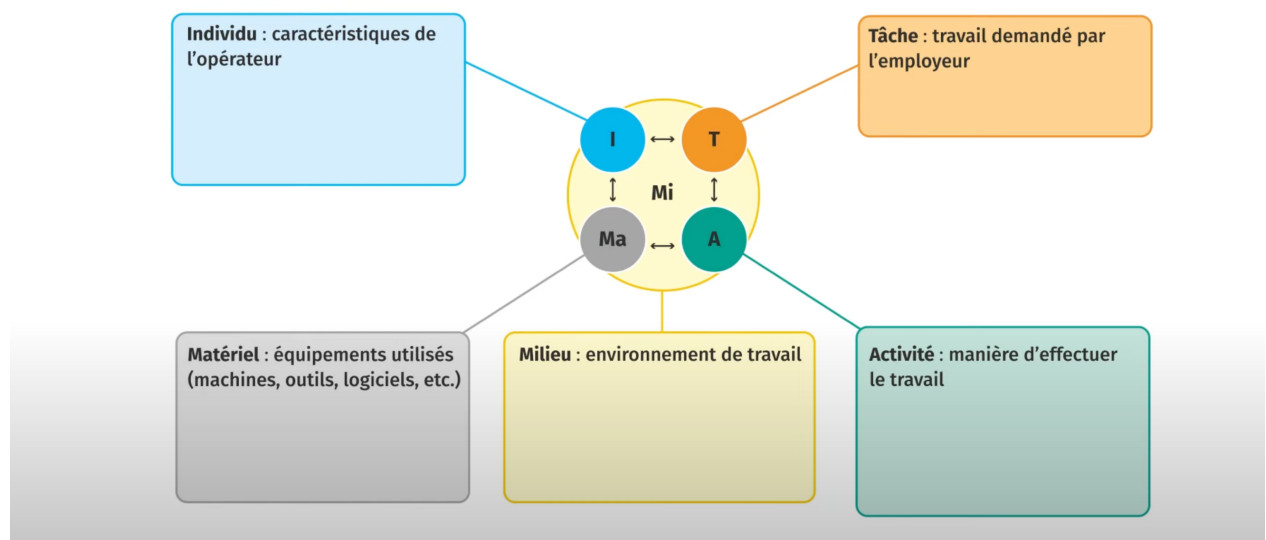 Individu : caractéristiques de
l'opérateur
Tâche : travail demandé par
l'employeur
I
T
Mi
Ma
A
Matériel : équipements utilisés
(machines, outils, logiciels, etc.)
Milieu : environnement de travail
Activité : manière d'effectuer
le travail